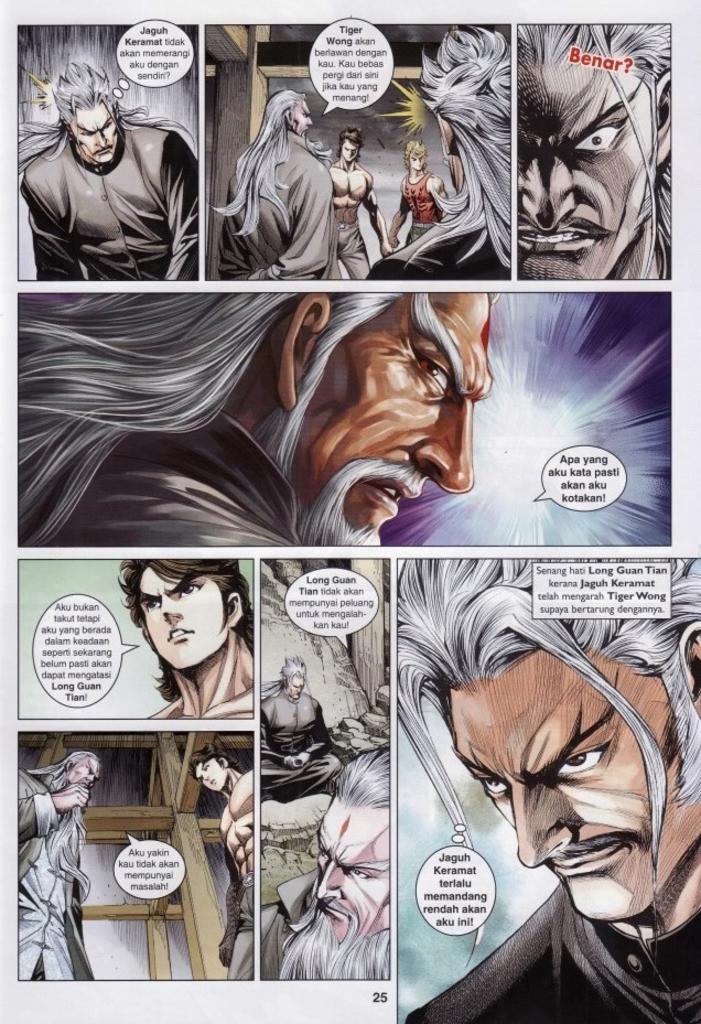 Jaguh
Keramat tidak
akan memerangi
aku dengan
sendiri?
Tiger
Wong akan
berlawan dengan
kau. Kau bebas
pergi dari sini
jika kau yang
menang!
Benar?
Apa yang
aku kata pasti
akan aku
kotakan!
Aku bukan
takut tetapi
aku yang berada
dalam keadaan
seperti sekarang
belum pasti akan
dapat mengatasi
Long Guan
Tian!
Aku yakin
kau tidak akan
mempunyai
masalah!
Long Guan
Tian tidak akan
mempunyai peluang
untuk mengalah-
kan kau!
Senang hati Long Guan Tian
kerana Jaguh Keramat
telah mengarah Tiger Wong
supaya bertarung dengannya.
Jaguh
Keramat
terlalu
memandang
rendah akan
aku ini!
25